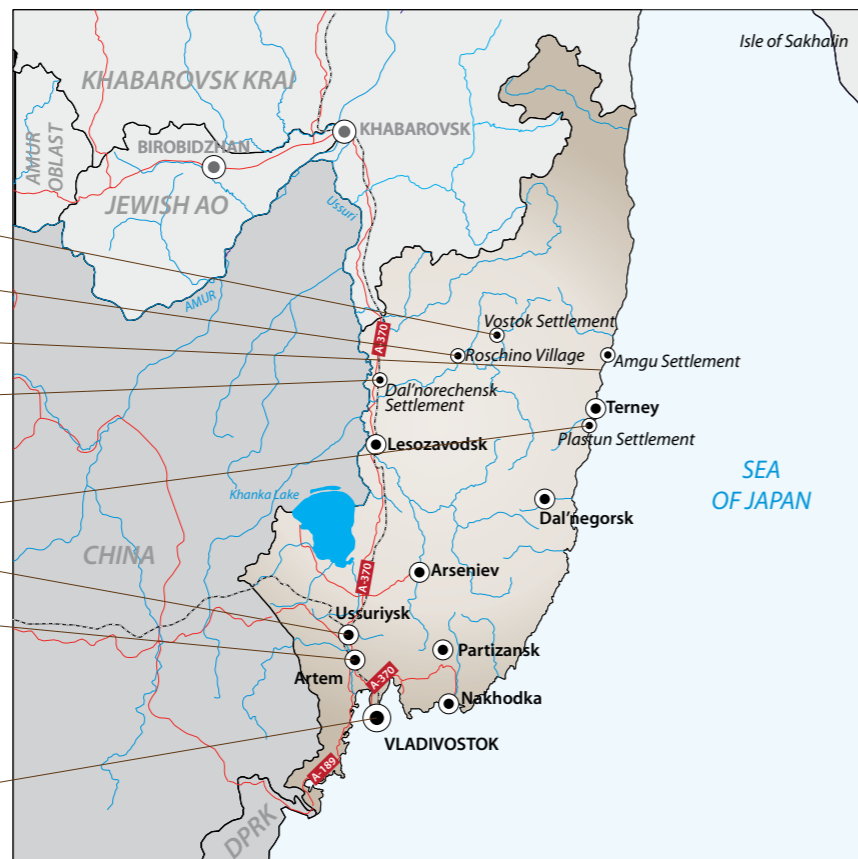 Isle of Sakhalin
KHABAROVSK KRAI
KHABAROVSK
AMUR
OBLAST
BIROBIDZHAN
JEWISH AO
Ussuri
AMUR
A-370
Vostok Settlement
Roschino Village
Amgu Settlement
Dal'norechensk
Settlement
Terney
Plastun Settlement
Lesozavodsk
SEA
OF JAPAN
Khanka Lake
Dal'negorsk
CHINA
A-370
Arseniev
Ussuriysk
Partizansk
Artem
A-370
Nakhodka
VLADIVOSTOK
A-189
DPRK